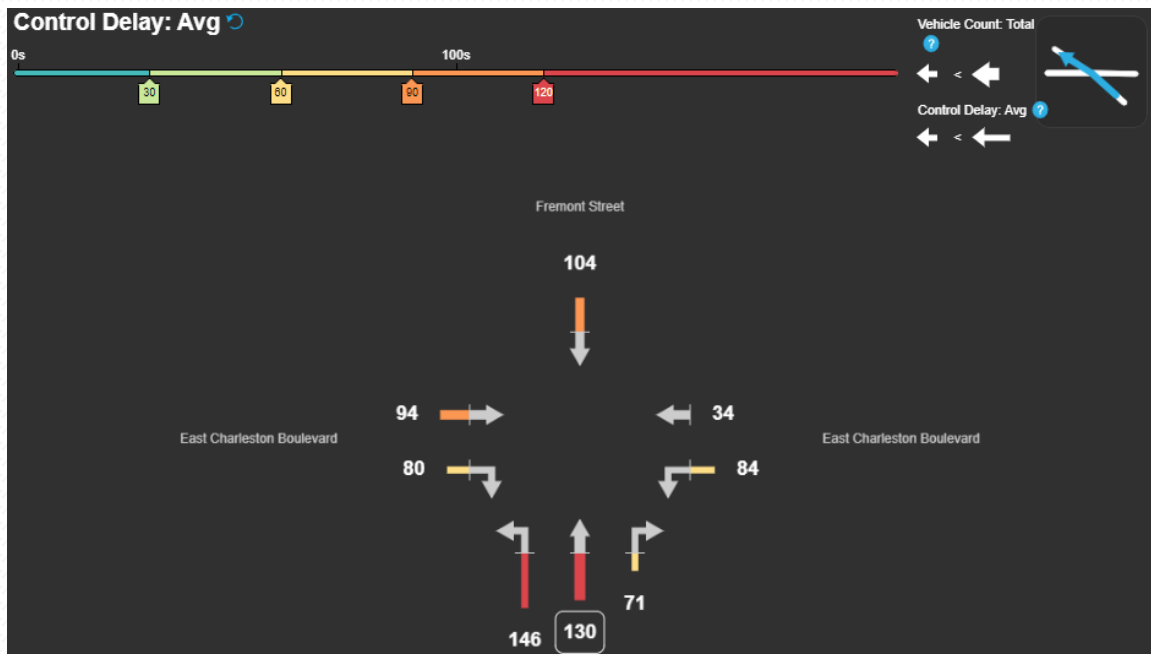 Control Delay: Avg
Vehicle Count: Total
?
0s
100s
<
30
60
90
120
Control Delay: Avg ?
<
Fremont Street
104
94
34
East Charleston Boulevard
East Charleston Boulevard
80
84
71
146
130